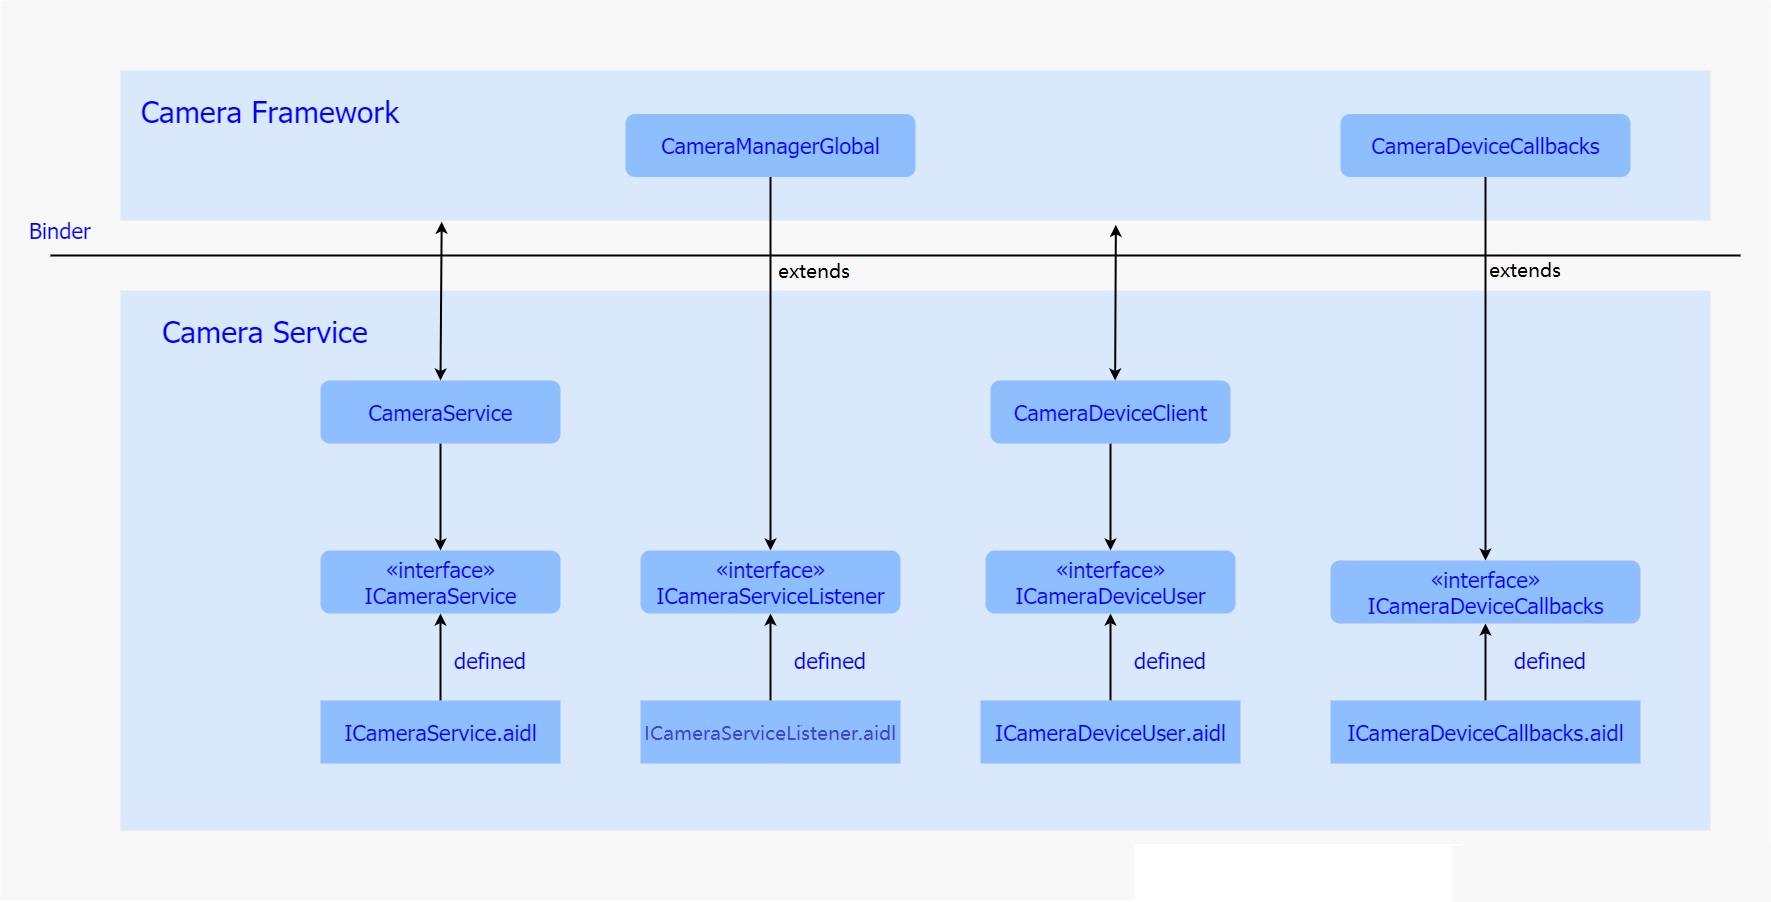 Camera Framework
CameraManagerGlobal
CameraDeviceCallbacks
Binder
extends
extends
Camera Service
CameraService
CameraDeviceClient
«interface»
ICameraService
«interface»
ICameraServiceListener
«interface»
ICameraDeviceUser
«interface»
ICameraDeviceCallbacks
defined
defined
defined
defined
ICameraService.aidl
ICameraServiceListener.aidl
ICameraDeviceUser.aidl
ICameraDeviceCallbacks.aidl